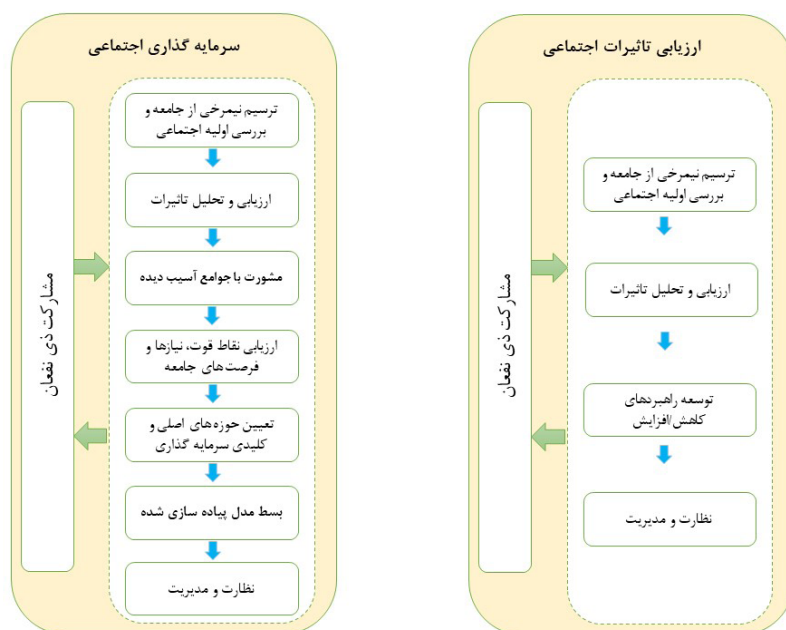 ارزیابی تاثیرات اجتماعی
ترسیم نیمرخی از جامعه و
بررسی اولیه اجتماعی
ارزیابی و تحلیل تاثیرات
توسعه راهبردهای
کاهش/افزایش
نظارت و مدیریت
مشارکت ذی نفعان
سرمایه گذاری اجتماعی
ترسیم نیمرخی از جامعه و
بررسی اولیه اجتماعی
ارزیابی و تحلیل تاثیرات
مشورت با جوامع آسیب دیده
ارزیابی نقاط قوت، نیازها و
فرصت‌های جامعه
تعیین حوزه‌های اصلی و
کلیدی سرمایه گذاری
بسط مدل پیاده سازی شده
نظارت و مدیریت
مشارکت ذی نفعان